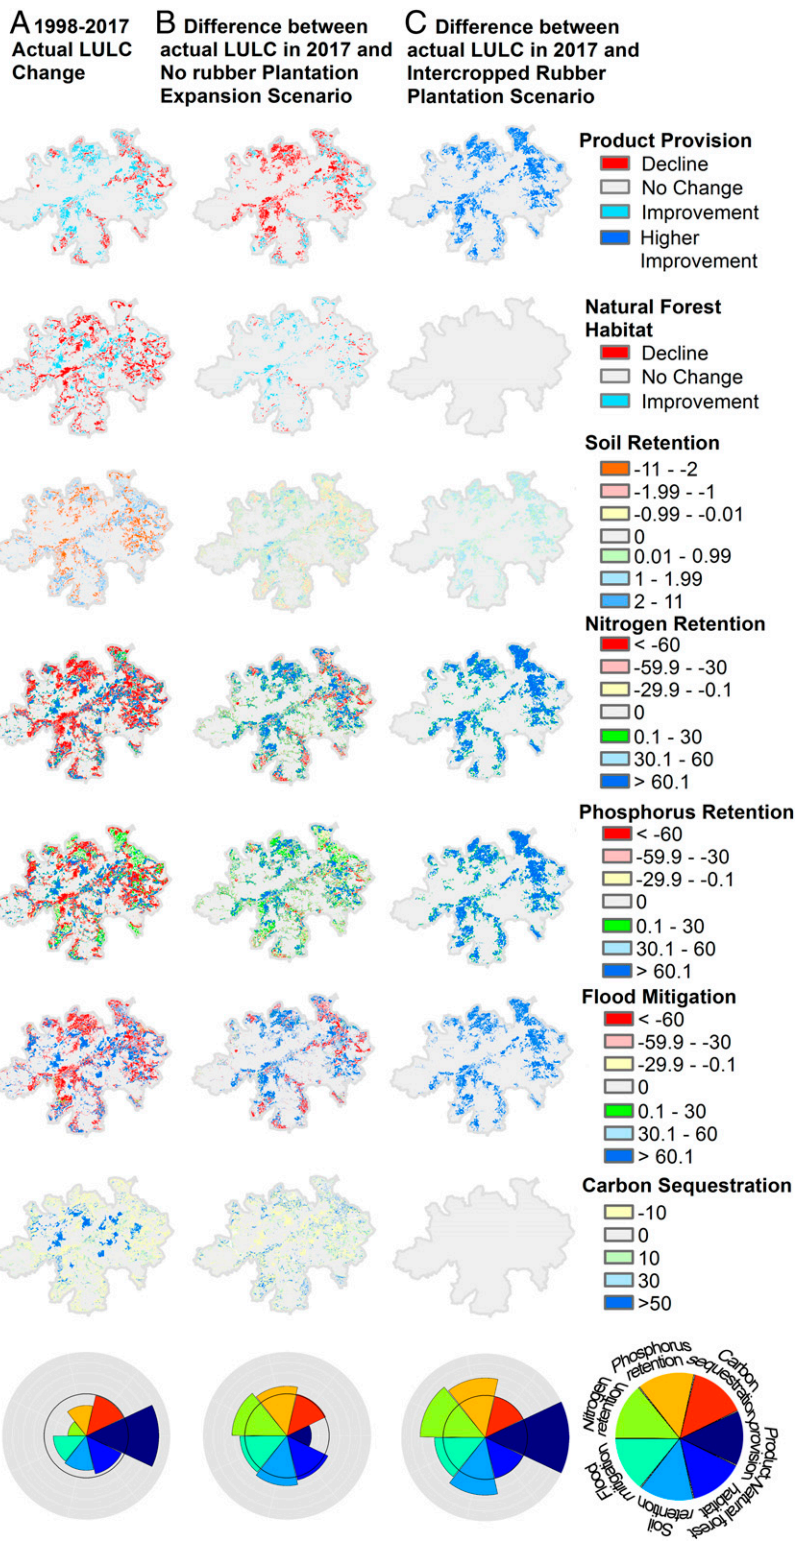 A 1998-2017
Actual LULC
Change
B Difference between
actual LULC in 2017 and
No rubber Plantation
Expansion Scenario
C Difference between
actual LULC in 2017 and
Intercropped Rubber
Plantation Scenario
Product Provision
Decline
No Change
Improvement
Higher
Improvement
Natural Forest
Habitat
Decline
No Change
Improvement
Soil Retention
-11 - -2
-1.99 - -1
-0.99 - -0.01
0
0.01 - 0.99
1 - 1.99
2 - 11
Nitrogen Retention
< -60
-59.9 - -30
-29.9 - -0.1
0
0.1 - 30
30.1 - 60
> 60.1
Phosphorus Retention
< -60
-59.9 - -30
-29.9 - -0.1
0
0.1 - 30
30.1 - 60
> 60.1
Flood Mitigation
< -60
-59.9 - -30
-29.9 - -0.1
0
0.1 - 30
30.1 - 60
> 60.1
Carbon Sequestration
-10
0
10
30
>50
Phosphorus
retention
Carbon
sequestration
Product
provision
Natural forest
habitat
Soil
retention
Flood
mitigation
Nitrogen
retention